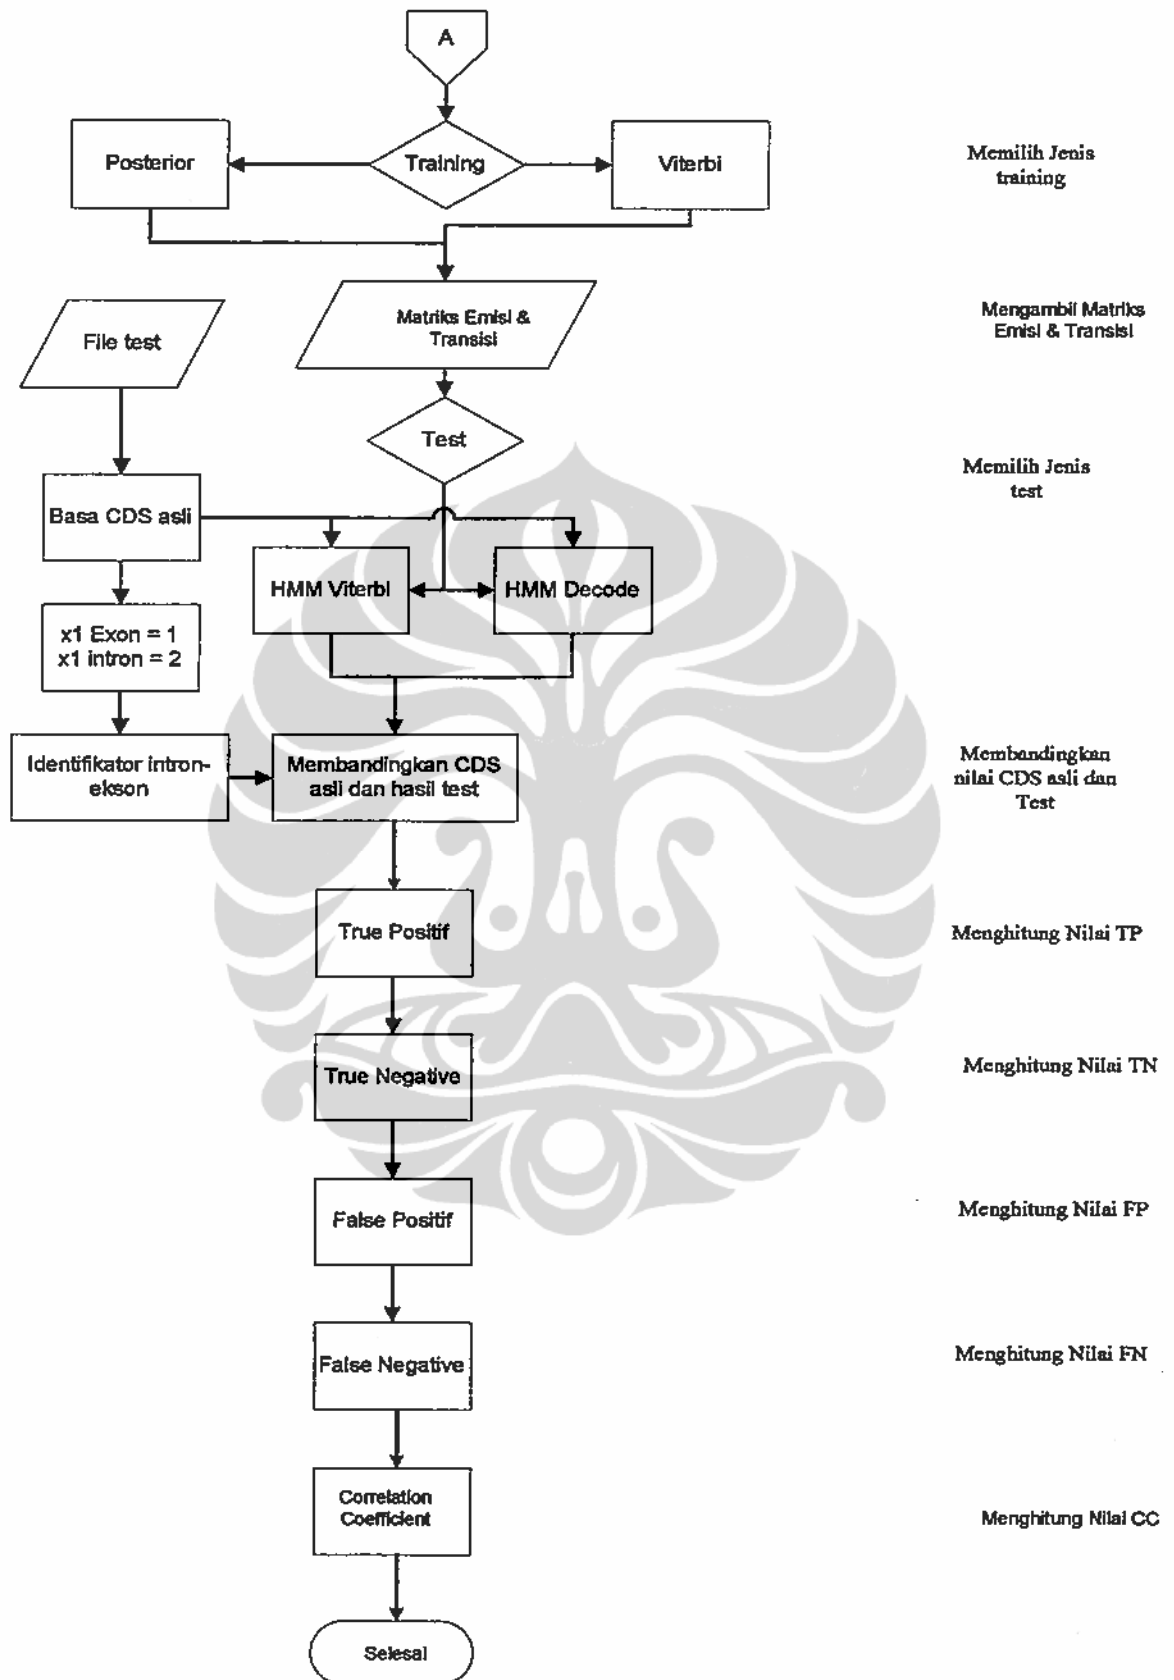 A
Posterior
Training
Viterbi
Memilih Jenis
training
File test
Matriks Emisi &
Transisi
Mengambil Matriks
Emisi & Transisi
Test
Memilih Jenis
test
Basa CDS asli
HMM Viterbi
HMM Decode
x1 Exon = 1
x1 intron = 2
Identifikator intron-
ekson
Membandingkan CDS
asli dan hasil test
Membandingkan
nilai CDS asli dan
Test
True Positif
Menghitung Nilai TP
True Negative
Menghitung Nilai TN
False Positif
Menghitung Nilai FP
False Negative
Menghitung Nilai FN
Correlation
Coefficient
Menghitung Nilai CC
Selesai